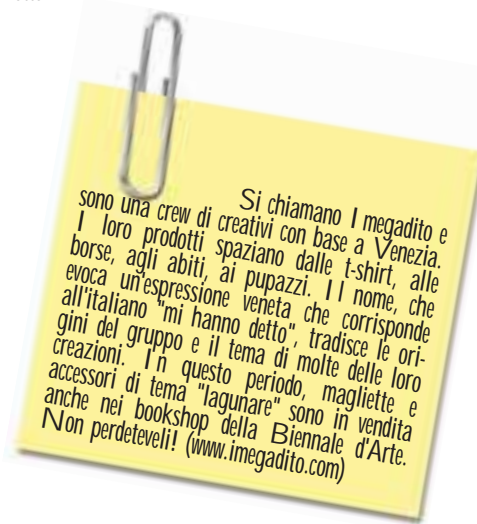 Si chiamano Imegadito e
sono una crew di creativi con base a Venezia.
I loro prodotti spaziano dalle t-shirt, alle
borse, agli abiti, ai pupazzi. Il nome, che
evoca un'espressione veneta che corrisponde
all'italiano "mi hanno detto", tradisce le ori-
gini del gruppo e il tema di molte delle loro
creazioni. In questo periodo, magliette e
accessori di tema "lagunare" sono in vendita
anche nei bookshop della Biennale d'Arte.
Non perdeteveli! (www.imegadito.com)